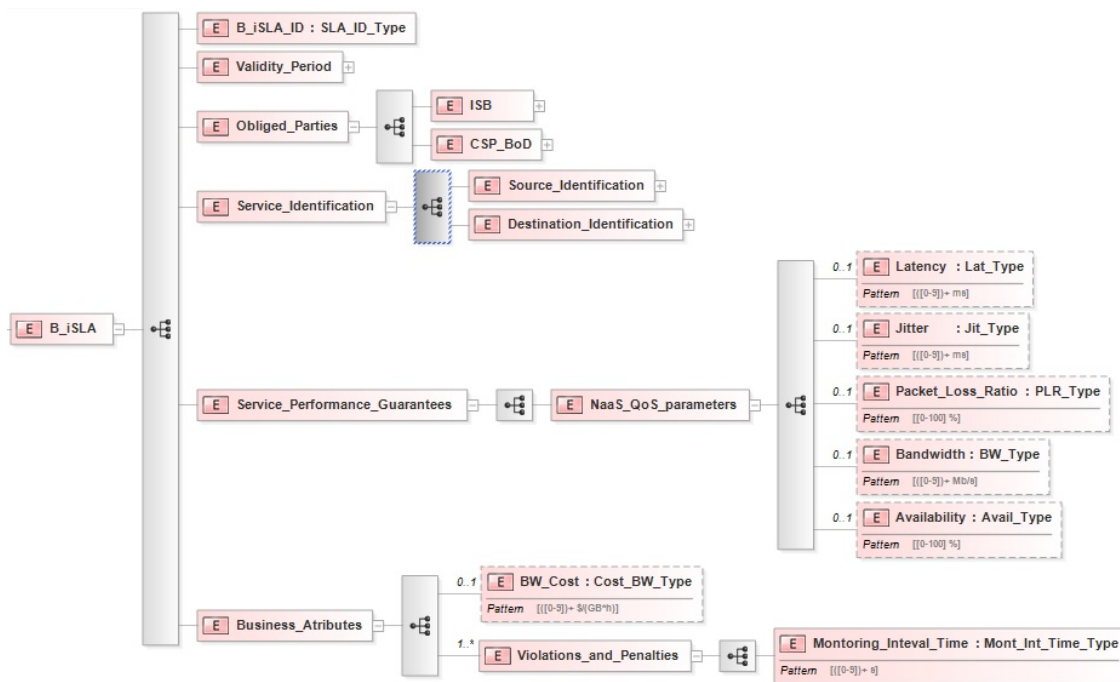 E B_iSLA_ID : SLA_ID_Type
E Validity_Period
E Obliged_Parties
E ISB
E CSP_BoD
E Service_Identification
E Source_Identification
E Destination_Identification
E B_iSLA
E Service_Performance_Guarantees
E NaaS_QoS_parameters
0..1 E Latency : Lat_Type
Pattern [([0-9])+ ms]
0..1 E Jitter : Jit_Type
Pattern [([0-9])+ ms]
0..1 E Packet_Loss_Ratio : PLR_Type
Pattern [[0-100] %]
0..1 E Bandwidth : BW_Type
Pattern [([0-9])+ Mb/s]
0..1 E Availability : Avail_Type
Pattern [[0-100] %]
E Business_Atributes
0..1 E BW_Cost : Cost_BW_Type
Pattern [([0-9])+ $/(GB*h)]
1..* E Violations_and_Penalties
E Montoring_Inteval_Time : Mont_Int_Time_Type
Pattern [([0-9])+ s]